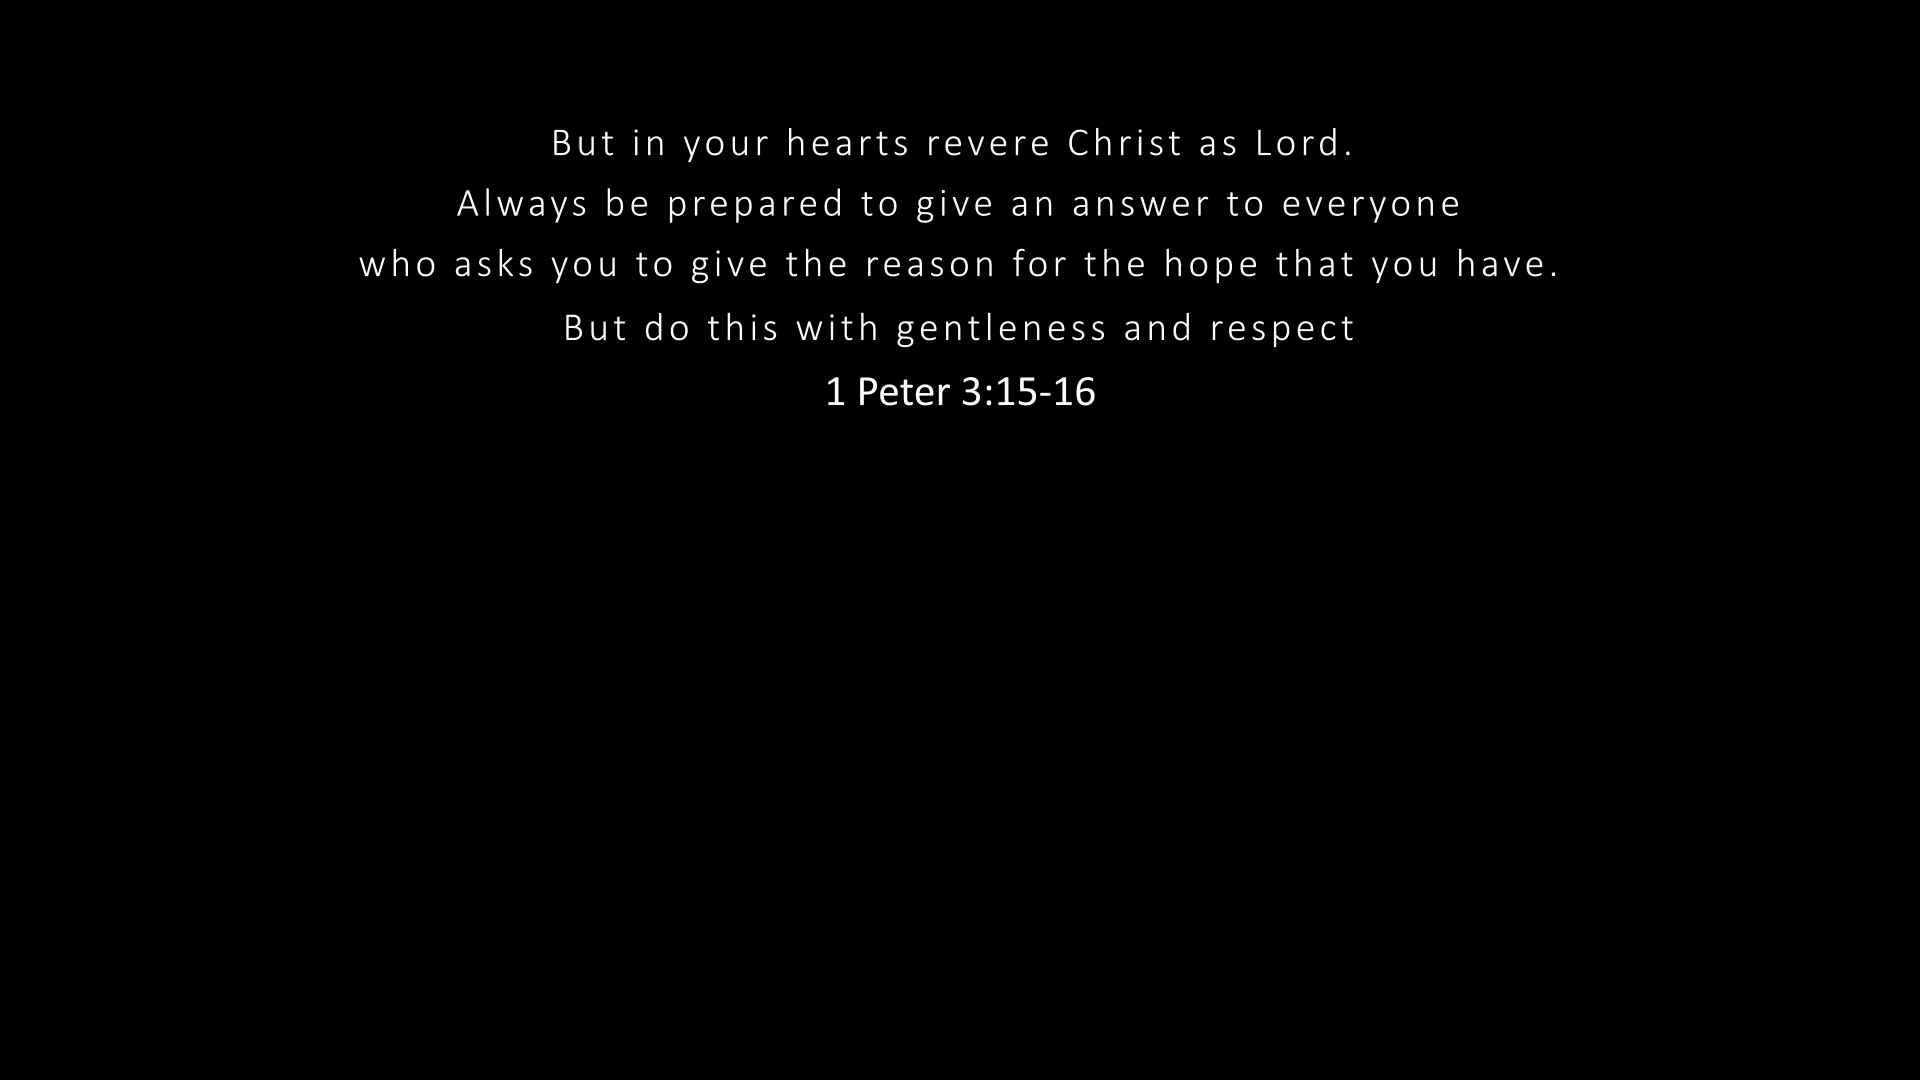 But in your hearts revere Christ as Lord.
Always be prepared to give an answer to everyone
who asks you to give the reason for the hope that you have.
But do this with gentleness and respect
1 Peter 3:15-16